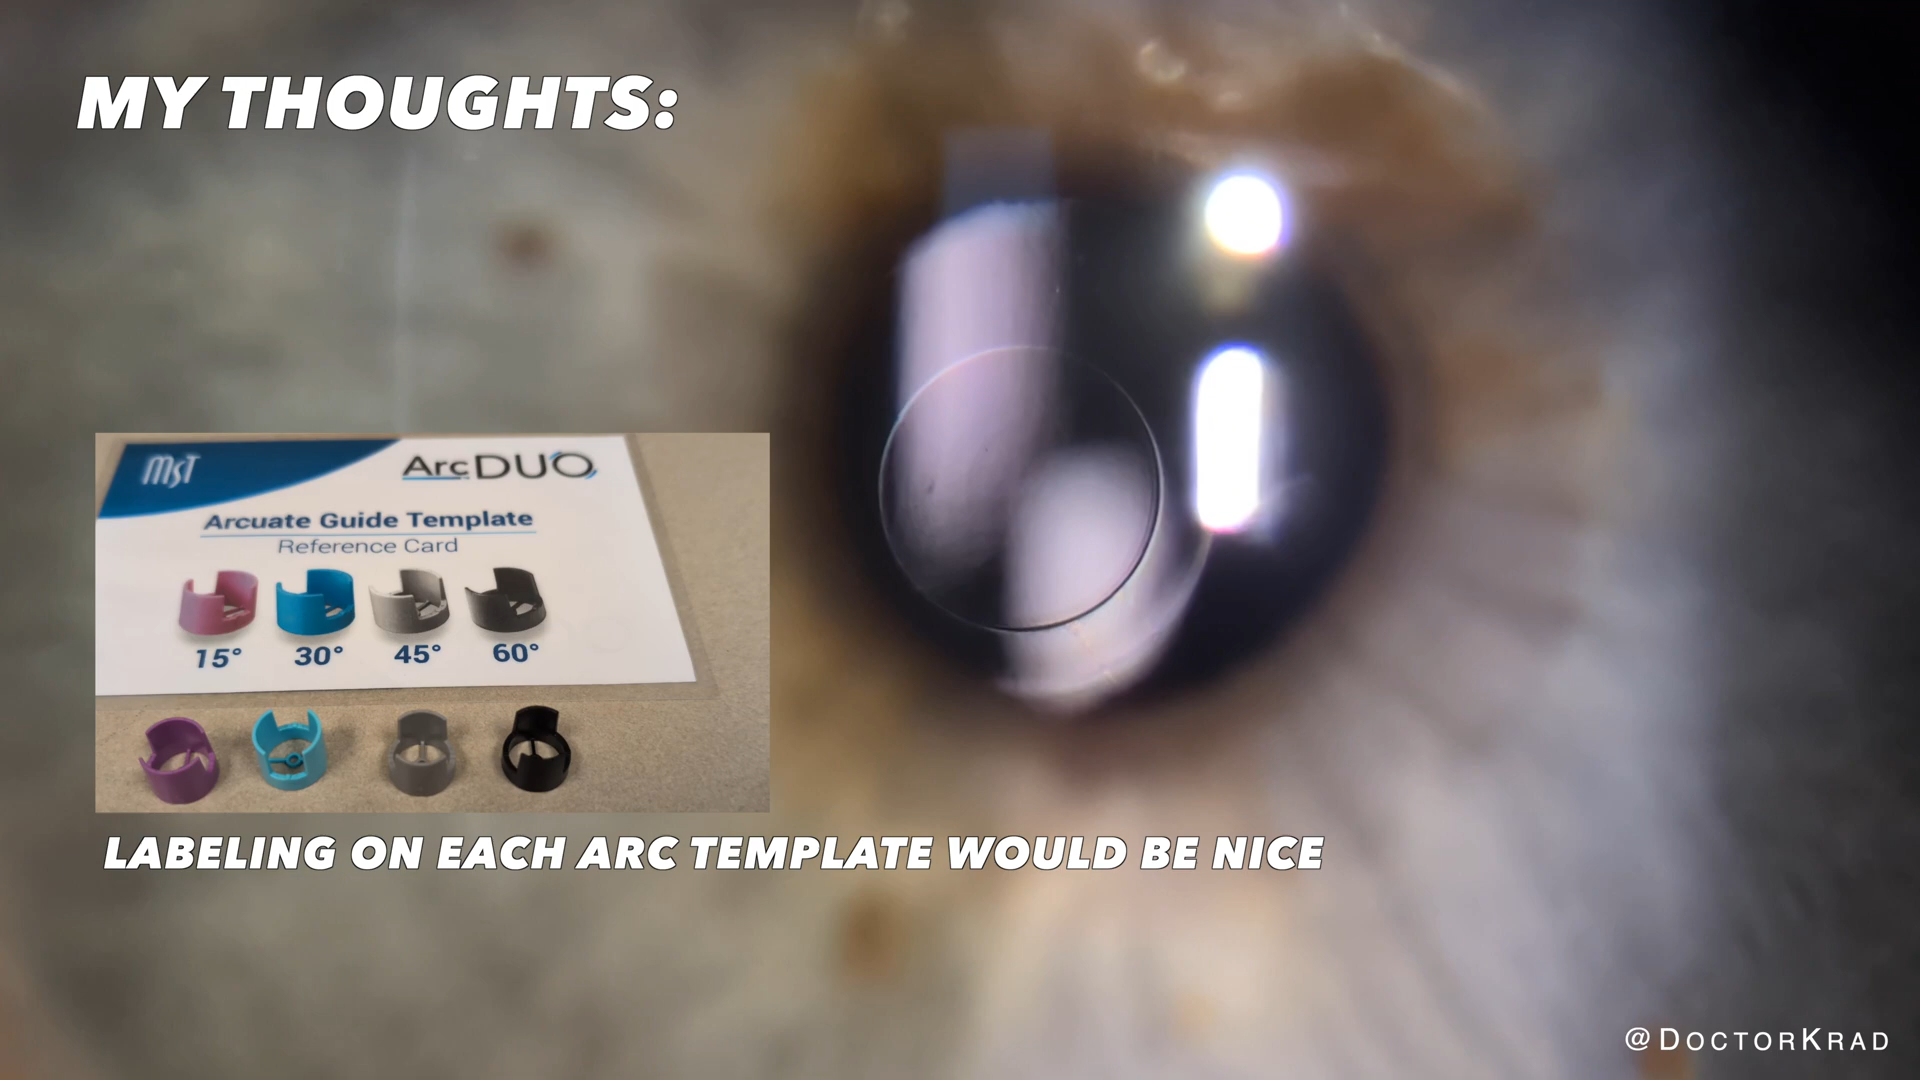 MY THOUGHTS:
MST
ArcDUO
Arcuate Guide Template
Reference Card
15° 30° 45° 60°
LABELING ON EACH ARC TEMPLATE WOULD BE NICE
@DoctorKrad